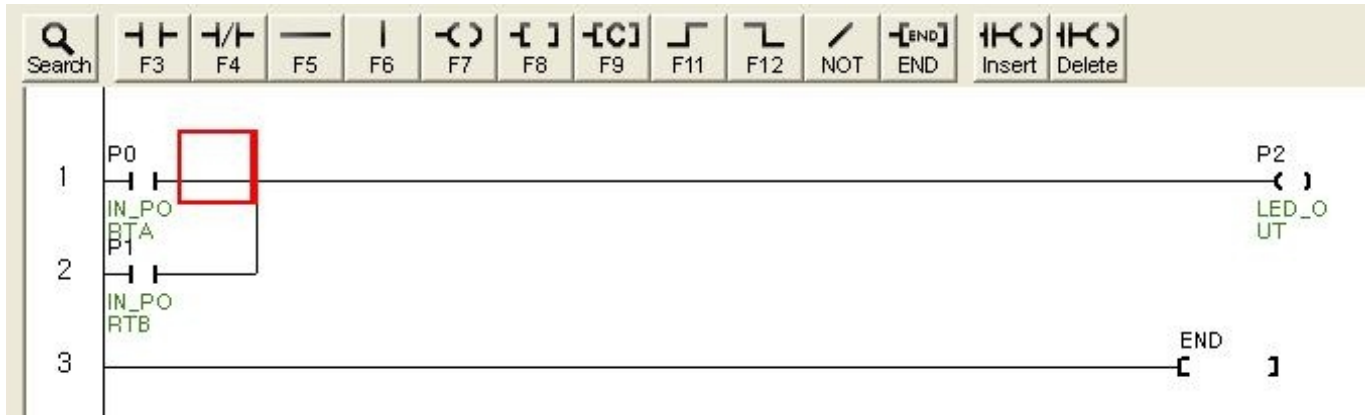 Search F3 F4 F5 F6 F7 F8 [C] F9 F11 F12 NOT [END] END Insert Delete
P0 P2
1
IN_PO LED_O
RTA UT
P1
2
IN_PO
RTB
END
3